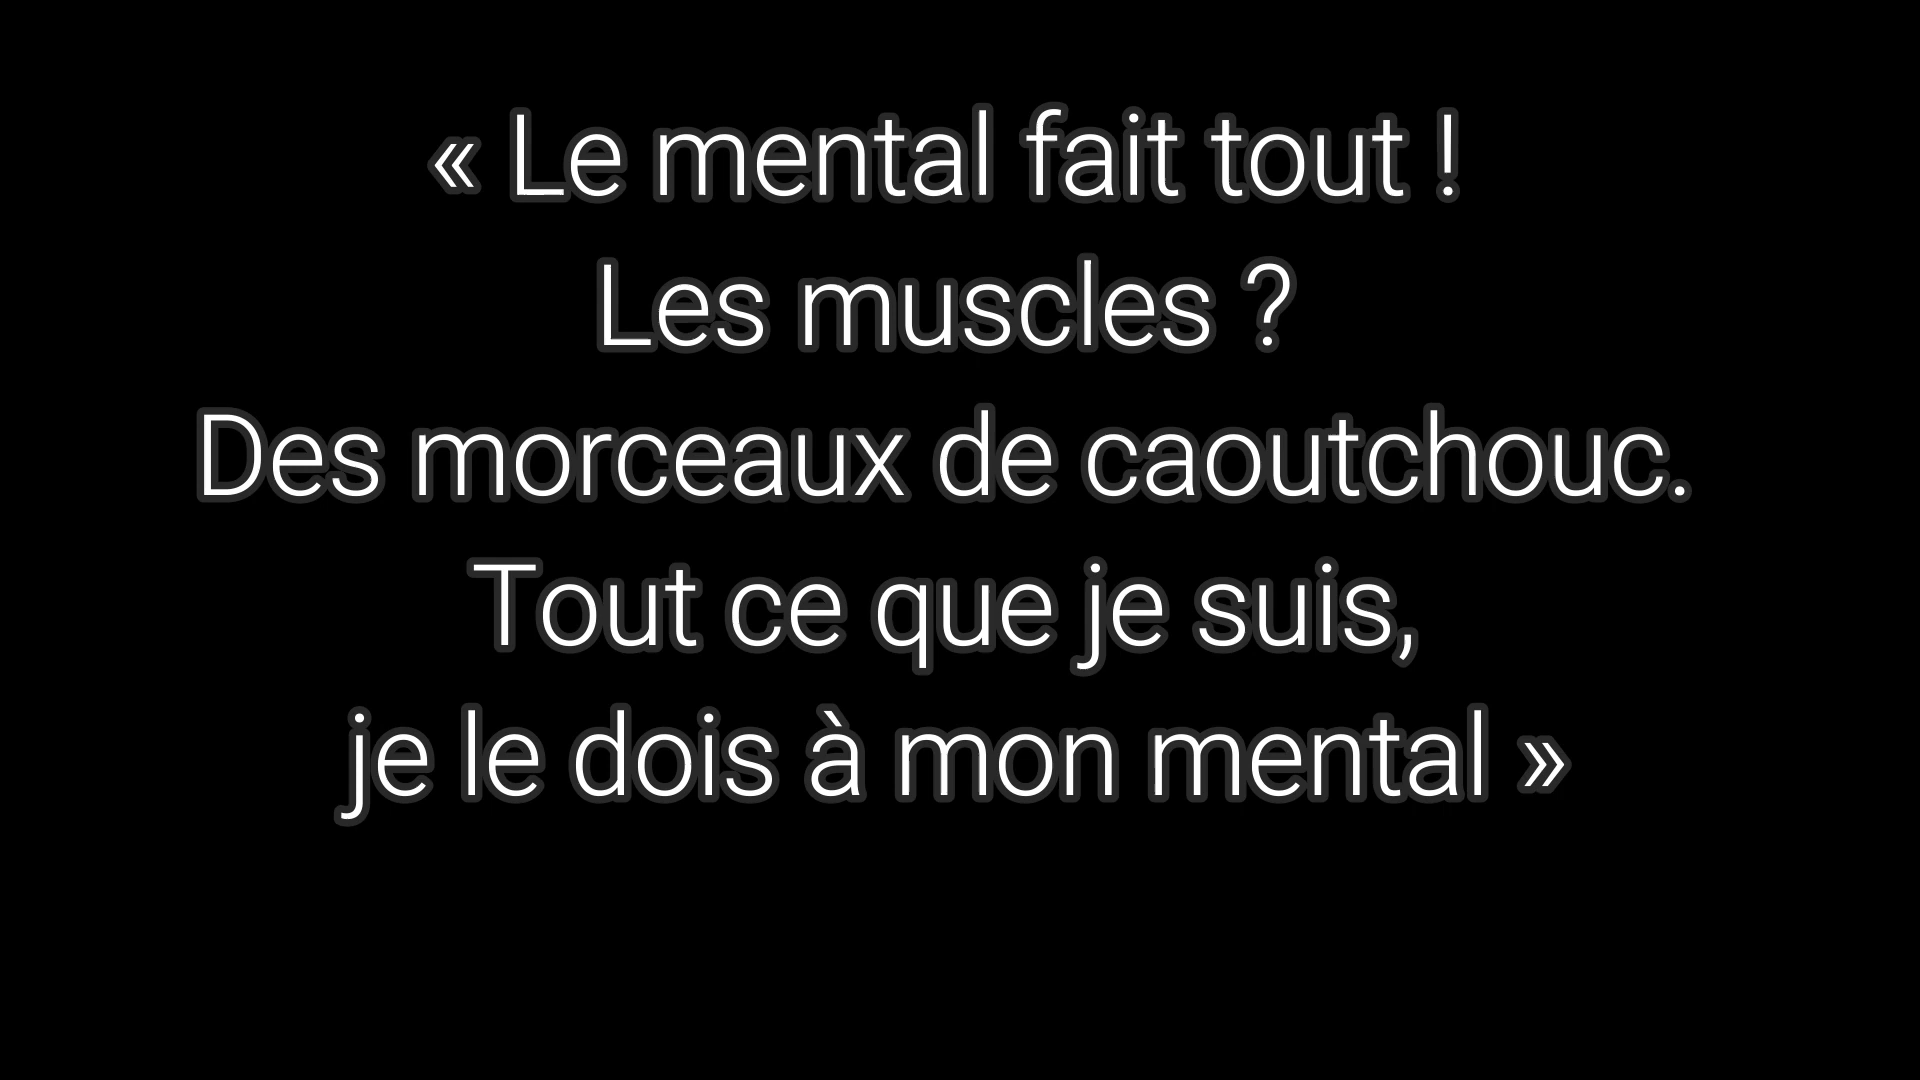 « Le mental fait tout !
Les muscles ?
Des morceaux de caoutchouc.
Tout ce que je suis,
je le dois à mon mental »